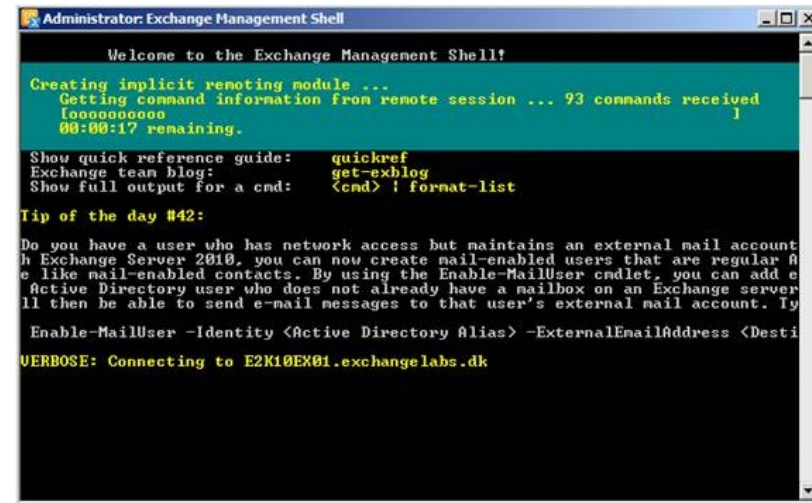 Administrator: Exchange Management Shell
Welcome to the Exchange Management Shell!
Creating implicit remoting module ...
Getting command information from remote session ... 93 commands received
[oooooooooo ]
00:00:17 remaining.
Show quick reference guide: quickref
Exchange team blog: get-exblog
Show full output for a cmd: <cmd> | format-list
Tip of the day #42:
Do you have a user who has network access but maintains an external mail account
h Exchange Server 2010, you can now create mail-enabled users that are regular A
e like mail-enabled contacts. By using the Enable-MailUser cmdlet, you can add e
Active Directory user who does not already have a mailbox on an Exchange server
ll then be able to send e-mail messages to that user's external mail account. Ty
Enable-MailUser -Identity <Active Directory Alias> -ExternalEmailAddress <Desti
VERBOSE: Connecting to E2K10EX01.exchangelabs.dk